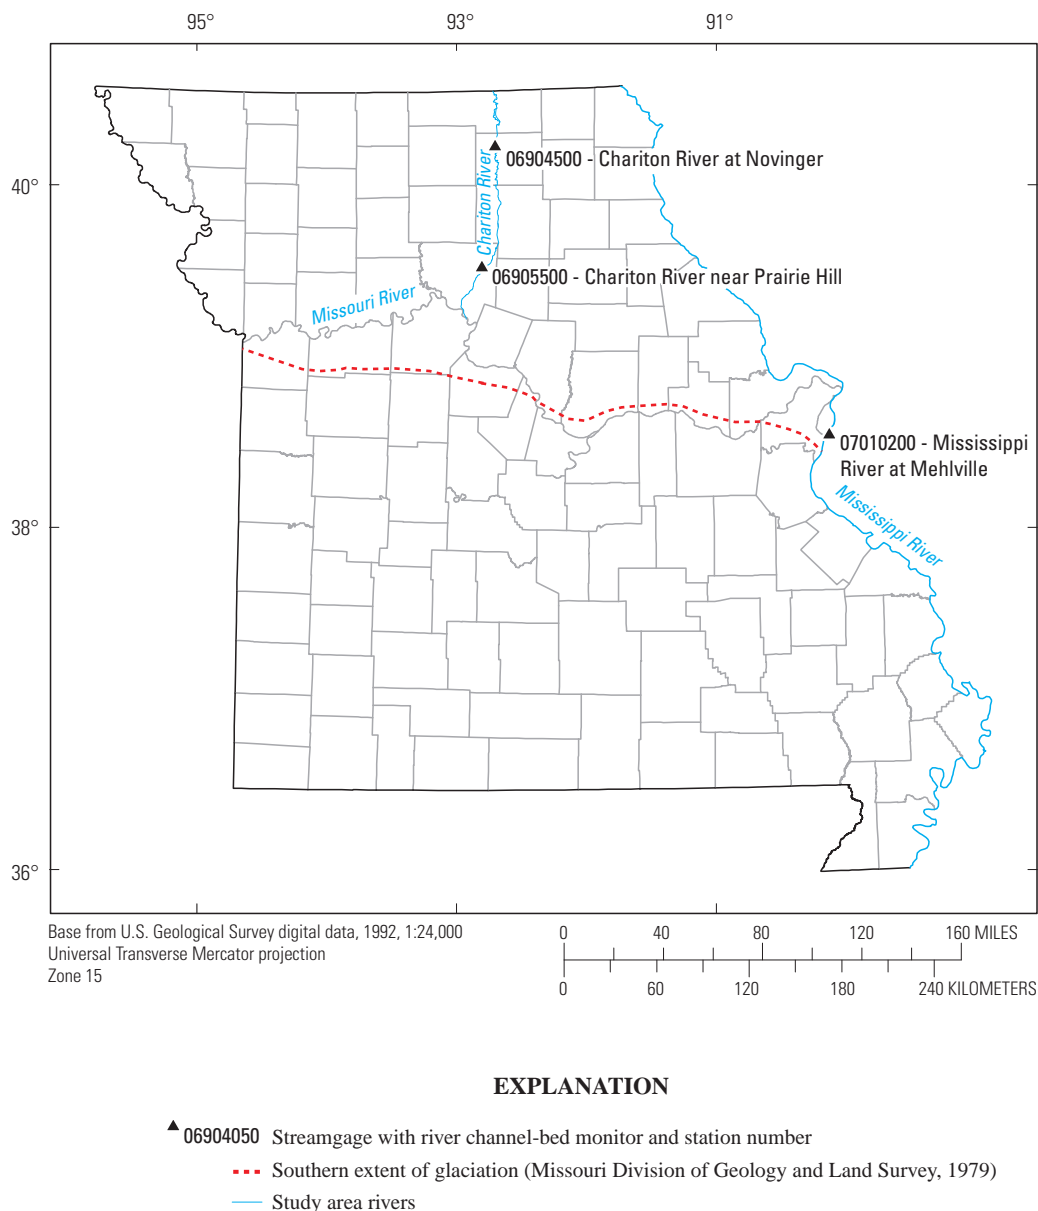 95°
93°
91°
40°
38°
36°
06904500 - Chariton River at Novinger
Chariton River
06905500 - Chariton River near Prairie Hill
Missouri River
07010200 - Mississippi
River at Mehlville
Mississippi River
Base from U.S. Geological Survey digital data, 1992, 1:24,000
Universal Transverse Mercator projection
Zone 15
0 40 80 120 160 MILES
0 60 120 180 240 KILOMETERS
EXPLANATION
06904050 Streamgage with river channel-bed monitor and station number
Southern extent of glaciation (Missouri Division of Geology and Land Survey, 1979)
Study area rivers